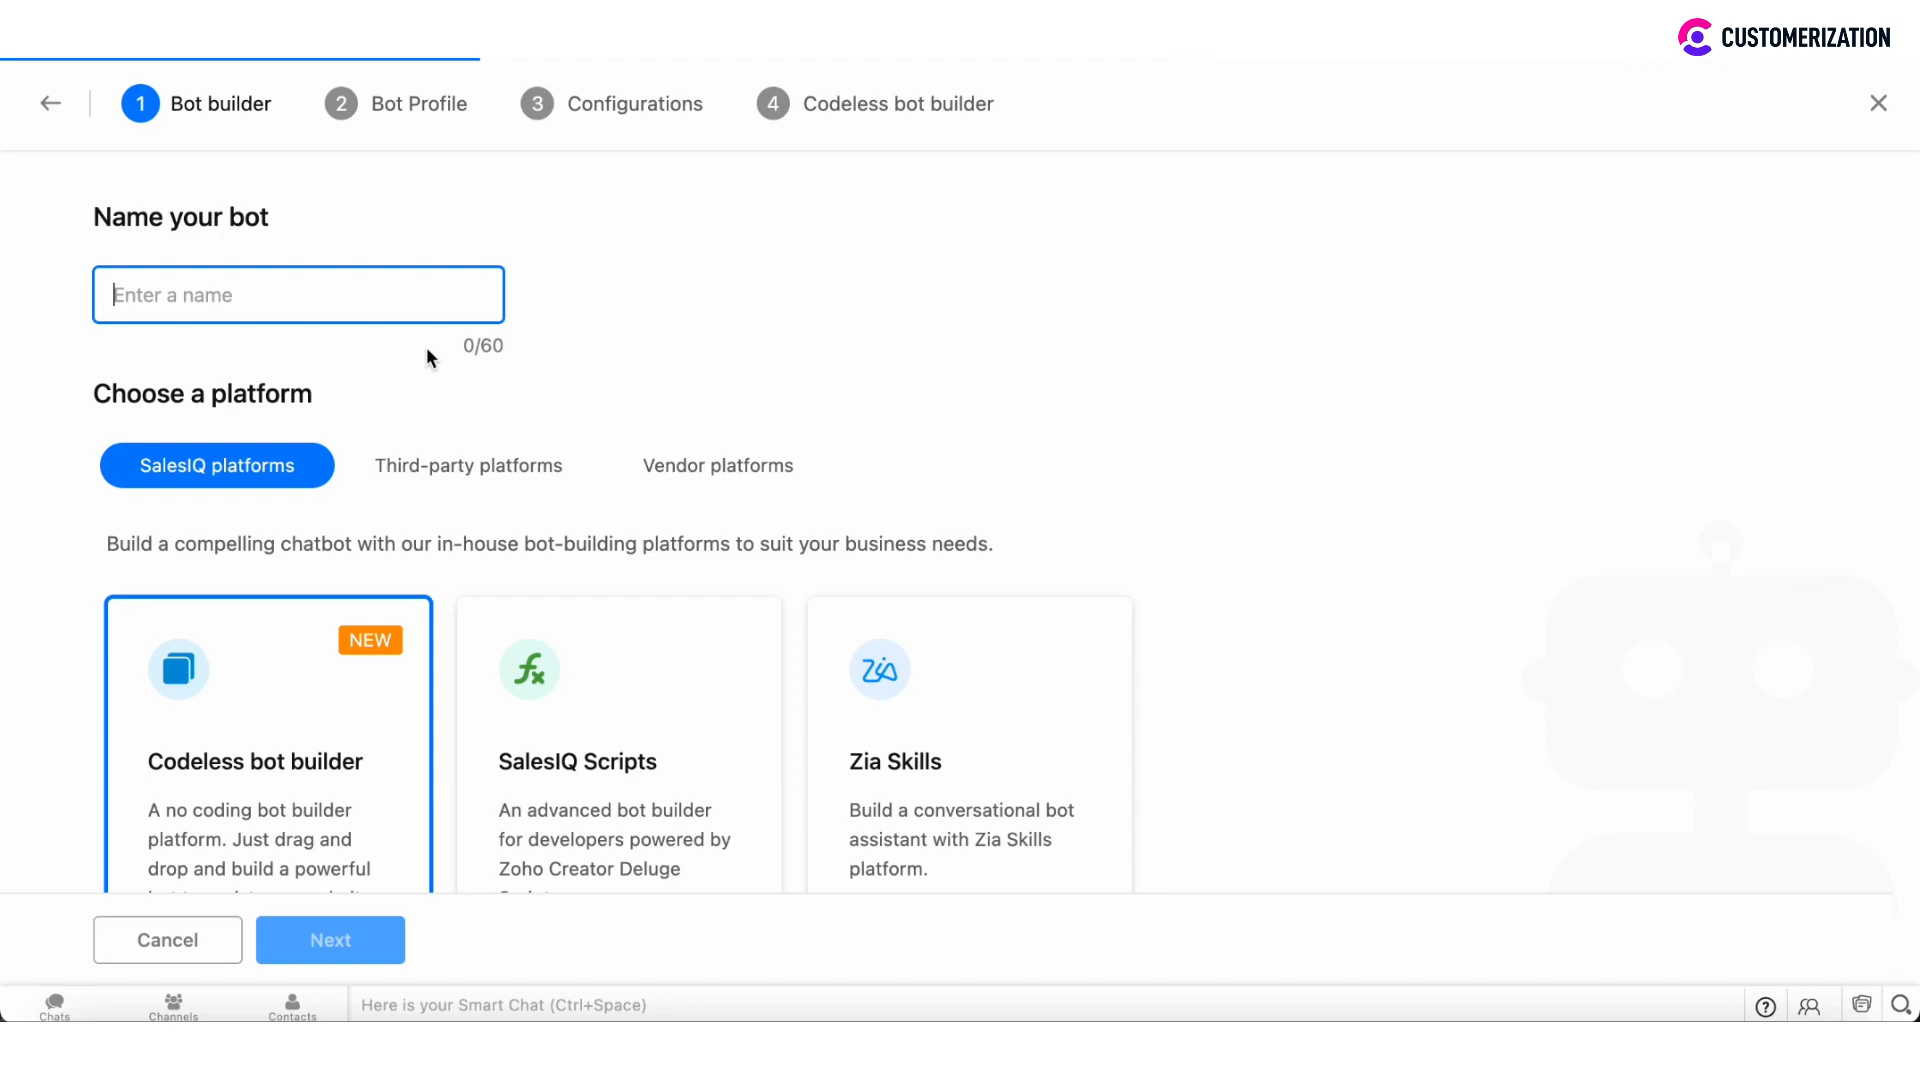 CUSTOMERIZATION
1 Bot builder 2 Bot Profile 3 Configurations 4 Codeless bot builder
Name your bot
Enter a name
0/60
Choose a platform
SalesIQ platforms Third-party platforms Vendor platforms
Build a compelling chatbot with our in-house bot-building platforms to suit your business needs.
NEW
Codeless bot builder
A no coding bot builder
platform. Just drag and
drop and build a powerful
fx
SalesIQ Scripts
An advanced bot builder
for developers powered by
Zoho Creator Deluge
Zia
Zia Skills
Build a conversational bot
assistant with Zia Skills
platform.
Cancel Next
Chats Channels Contacts Here is your Smart Chat (Ctrl+Space)